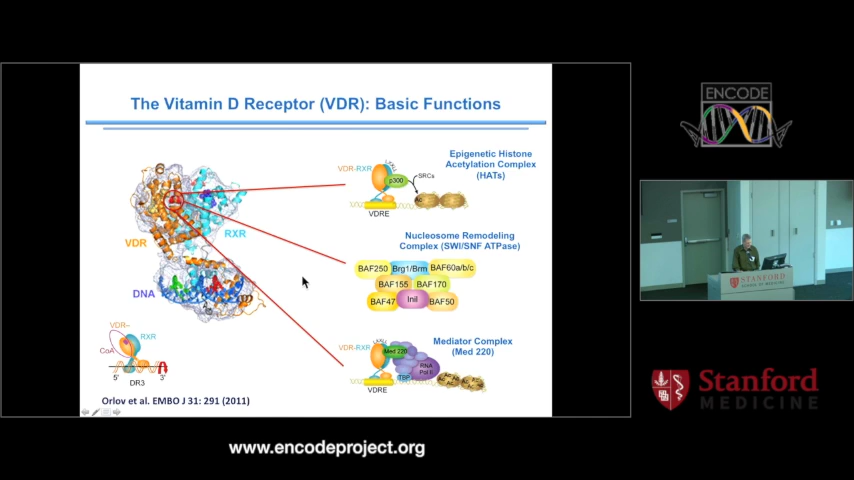 The Vitamin D Receptor (VDR): Basic Functions
ENCODE
Epigenetic Histone
Acetylation Complex
(HATs)
VDR-RXR
p300
SRCs
AC
VDRE
VDR
RXR
DNA
Nucleosome Remodeling
Complex (SWI/SNF ATPase)
BAF250
Brg1/Brm
BAF60a/b/c
BAF155
BAF170
BAF47
Inil
BAF50
Mediator Complex
(Med 220)
VDR-RXR
Med 220
RNA
Pol II
TBP
VDRE
VDR
RXR
CoA
5'
3'
DR3
Orlov et al. EMBO J 31: 291 (2011)
STANFORD
Stanford
MEDICINE
www.encodeproject.org